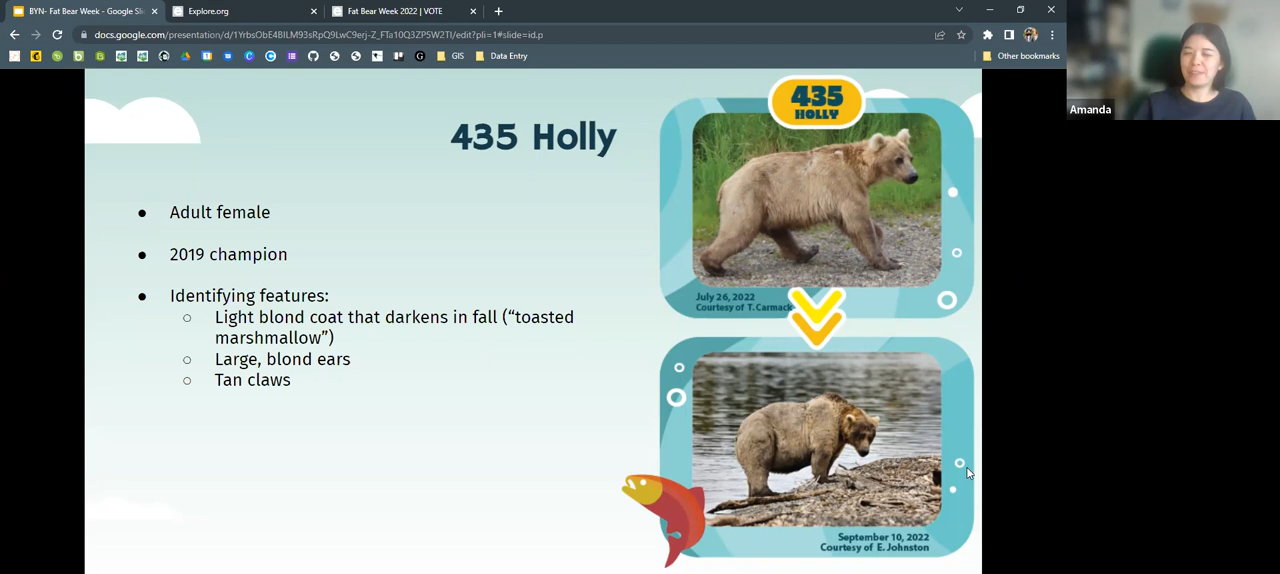 BYN- Fat Bear Week - Google Sli
Explore.org
Fat Bear Week 2022 | VOTE
docs.google.com/presentation/d/1YrbsObE4BILM93sRpQ9LwC9erj-Z_FTa10Q3ZP5W2TI/edit?pli=1#slide=id.p
GIS
Data Entry
Other bookmarks
Amanda
435 Holly
● Adult female
● 2019 champion
● Identifying features:
○ Light blond coat that darkens in fall (“toasted
marshmallow”)
○ Large, blond ears
○ Tan claws
435
HOLLY
July 26, 2022
Courtesy of T. Carmack
September 10, 2022
Courtesy of E. Johnston